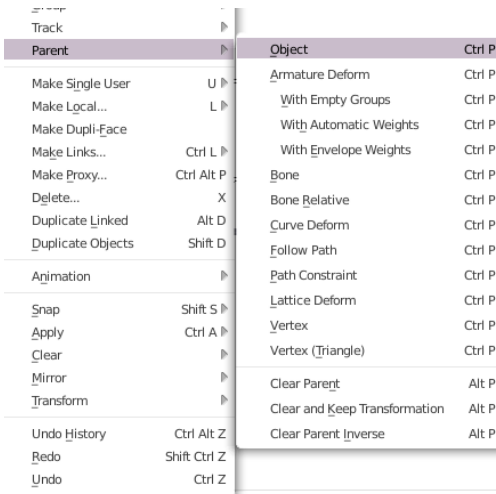 Group
Track
Parent
Make Single User U
Make Local... L
Make Dupli-Face
Make Links... Ctrl L
Make Proxy... Ctrl Alt P
Delete... X
Duplicate Linked Alt D
Duplicate Objects Shift D
Animation
Snap Shift S
Apply Ctrl A
Clear
Mirror
Transform
Undo History Ctrl Alt Z
Redo Shift Ctrl Z
Undo Ctrl Z
Object Ctrl P
Armature Deform Ctrl P
With Empty Groups Ctrl P
With Automatic Weights Ctrl P
With Envelope Weights Ctrl P
Bone Ctrl P
Bone Relative Ctrl P
Curve Deform Ctrl P
Follow Path Ctrl P
Path Constraint Ctrl P
Lattice Deform Ctrl P
Vertex Ctrl P
Vertex (Triangle) Ctrl P
Clear Parent Alt P
Clear and Keep Transformation Alt P
Clear Parent Inverse Alt P